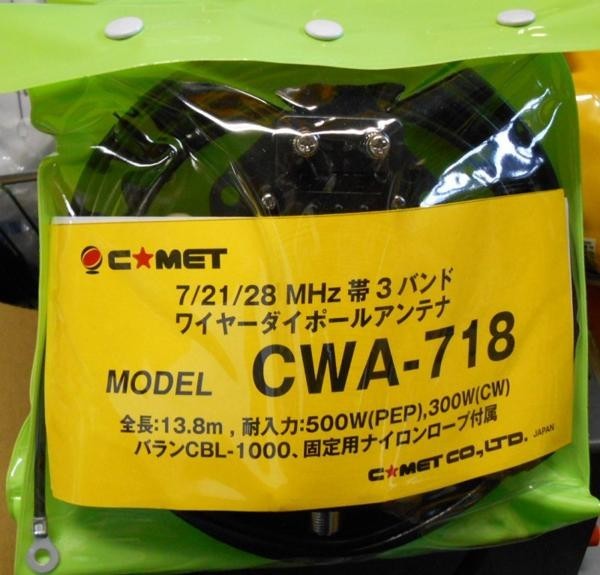 C★MET
7/21/28 MHz 帯3バンド
ワイヤーダイポールアンテナ
MODEL CWA-718
全長:13.8m , 耐入力:500W(PEP),300W(CW)
バランCBL-1000、固定用ナイロンロープ付属
C★MET CO.,LTD. JAPAN